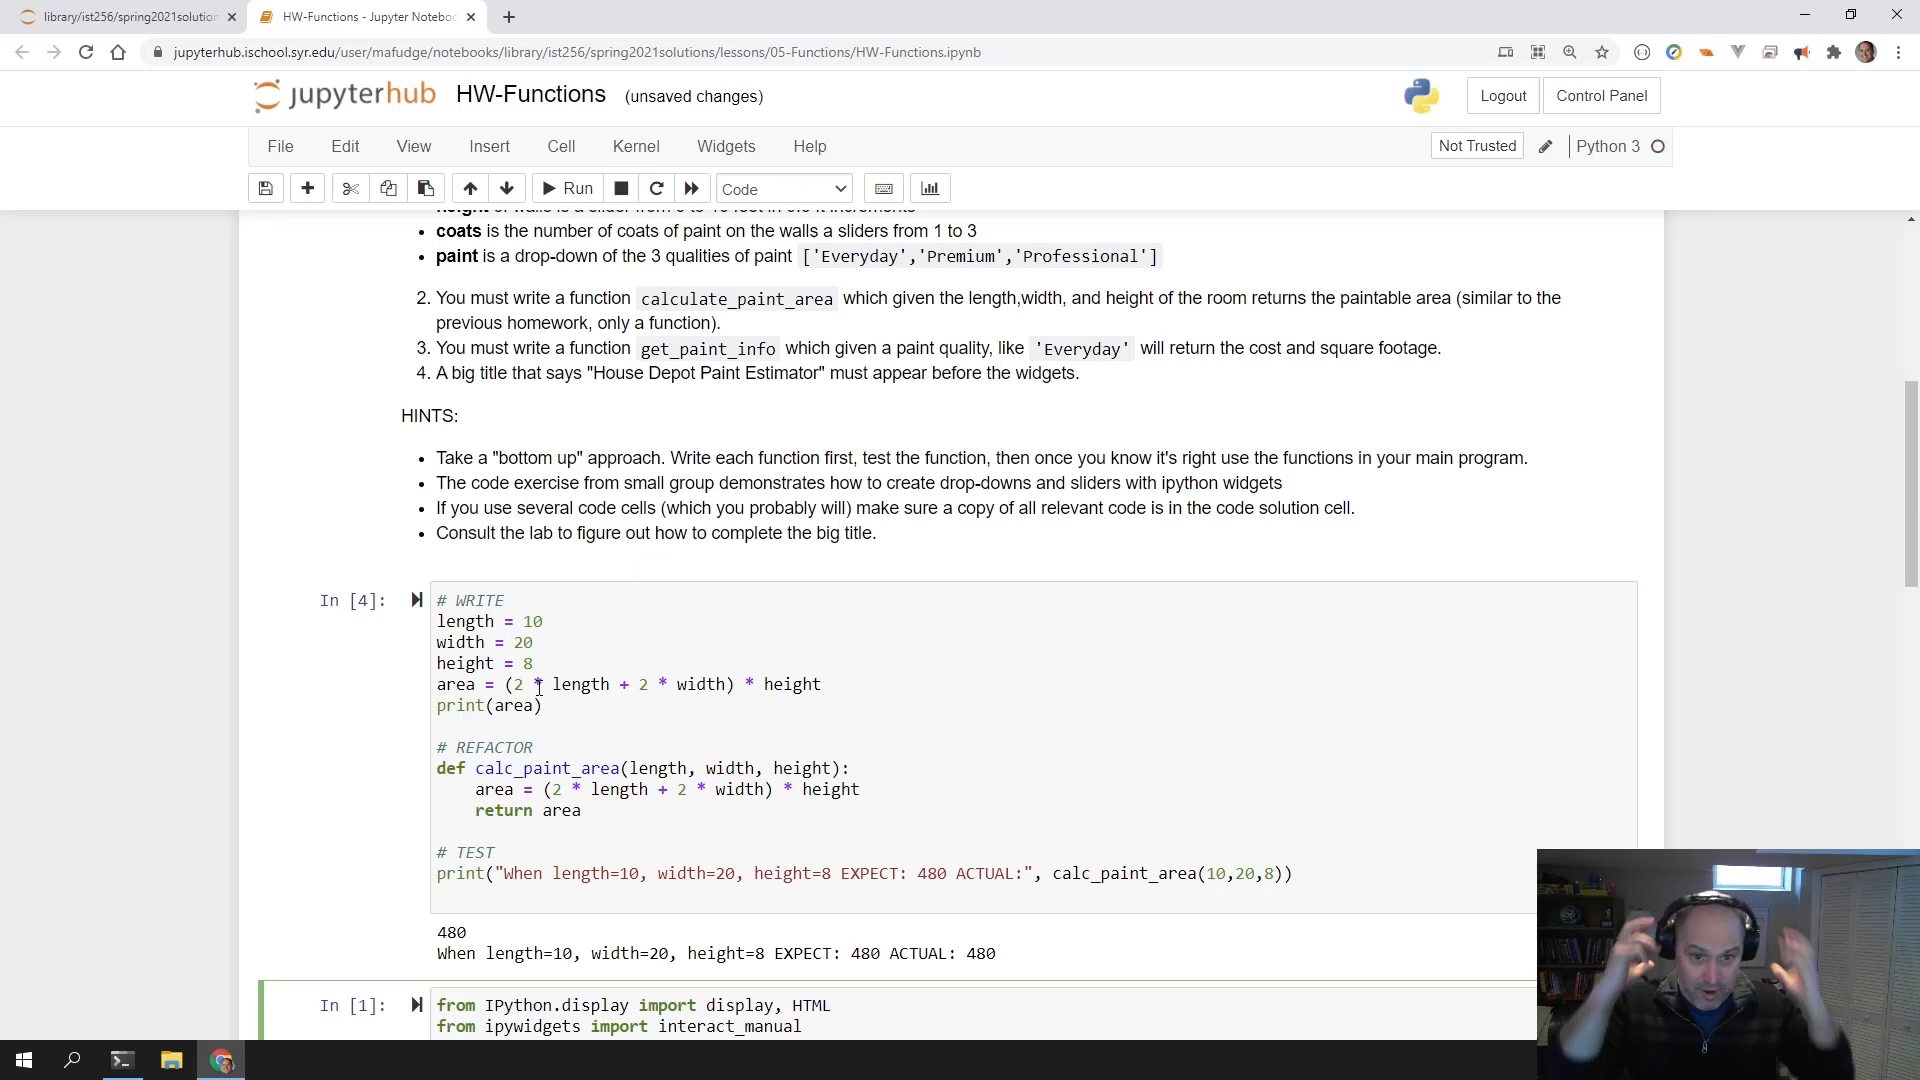 library/ist256/spring2021solution
HW-Functions - Jupyter Noteboo
jupyterhub.ischool.syr.edu/user/mafudge/notebooks/library/ist256/spring2021solutions/lessons/05-Functions/HW-Functions.ipynb
jupyterhub HW-Functions (unsaved changes)
Logout
Control Panel
File Edit View Insert Cell Kernel Widgets Help
Not Trusted
Python 3
Run
Code
coats is the number of coats of paint on the walls a sliders from 1 to 3
paint is a drop-down of the 3 qualities of paint ['Everyday','Premium','Professional']
2. You must write a function calculate_paint_area which given the length,width, and height of the room returns the paintable area (similar to the
previous homework, only a function).
3. You must write a function get_paint_info which given a paint quality, like 'Everyday' will return the cost and square footage.
4. A big title that says "House Depot Paint Estimator" must appear before the widgets.
HINTS:
Take a "bottom up" approach. Write each function first, test the function, then once you know it's right use the functions in your main program.
The code exercise from small group demonstrates how to create drop-downs and sliders with ipython widgets
If you use several code cells (which you probably will) make sure a copy of all relevant code is in the code solution cell.
Consult the lab to figure out how to complete the big title.
In [4]:
# WRITE
length = 10
width = 20
height = 8
area = (2 * length + 2 * width) * height
print(area)
# REFACTOR
def calc_paint_area(length, width, height):
area = (2 * length + 2 * width) * height
return area
# TEST
print("When length=10, width=20, height=8 EXPECT: 480 ACTUAL:", calc_paint_area(10,20,8))
480
When length=10, width=20, height=8 EXPECT: 480 ACTUAL: 480
In [1]:
from IPython.display import display, HTML
from ipywidgets import interact_manual